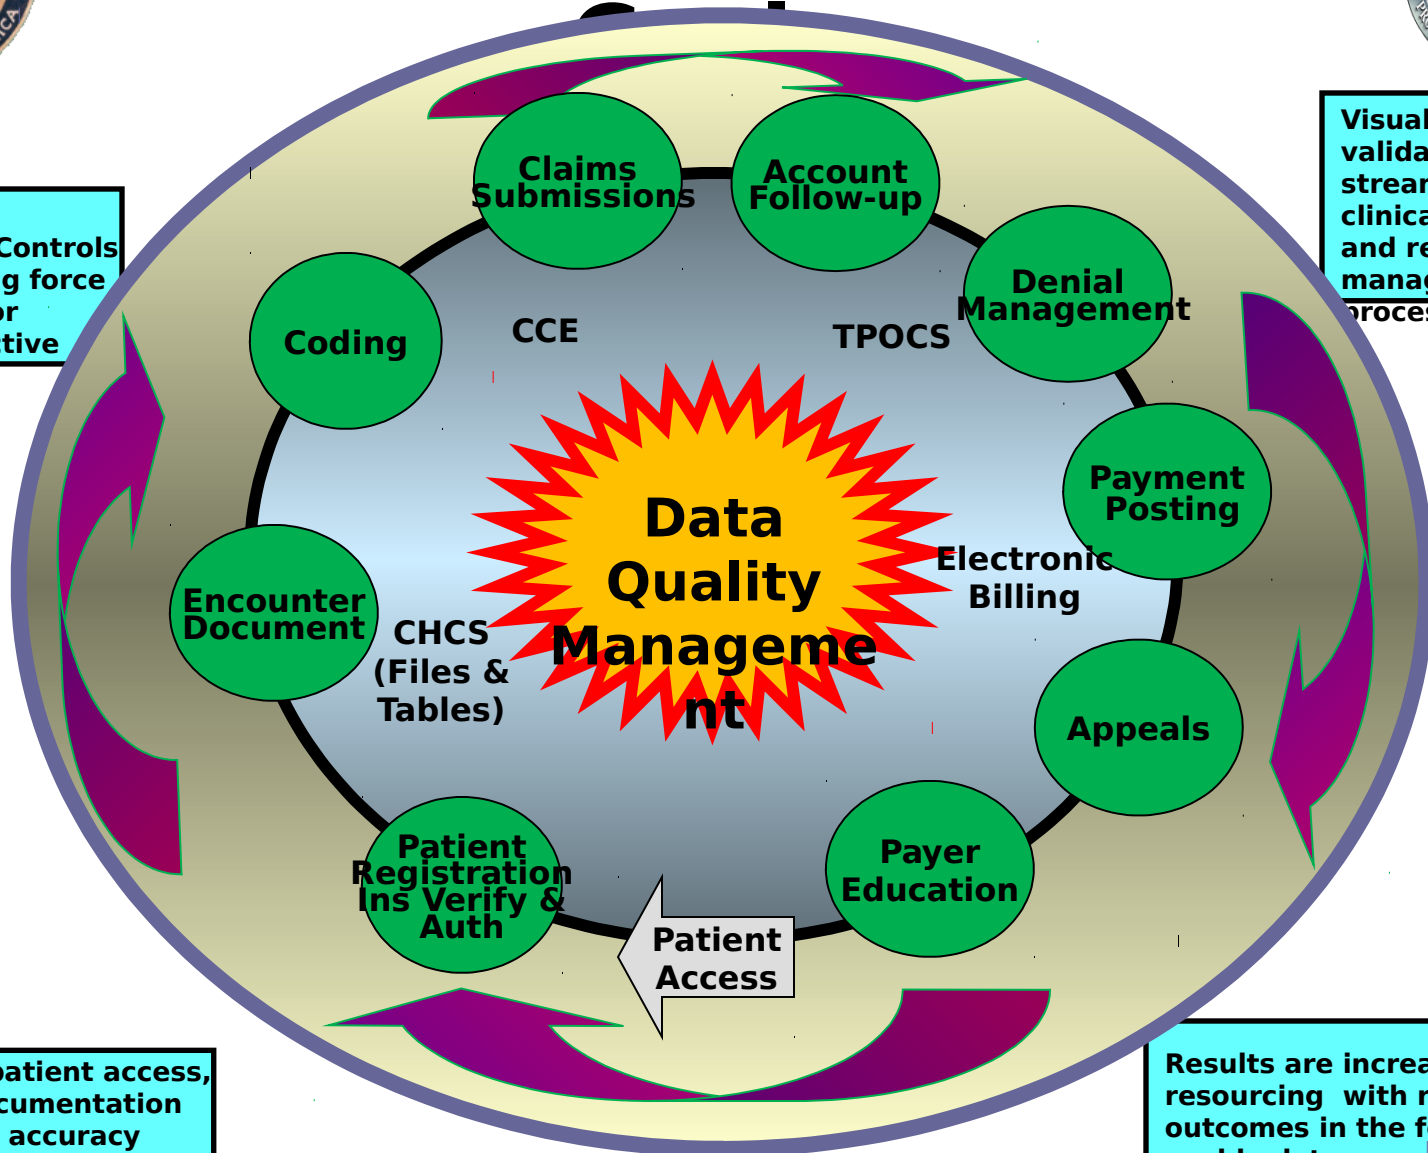 ICA
Claims
Submissions
Account
Follow-up
Denial
Management
Coding
CCE
TPOCS
Payment
Posting
Electronic
Billing
Data
Quality
Manageme
nt
Encounter
Document
CHCS
(Files &
Tables)
Appeals
Patient
Registration
Ins Verify &
Auth
Payer
Education
Patient
Access
Controls
g force
or
ctive
Visual
valida
strear
clinica
and re
manag
proces
patient access,
cumentation
accuracy
Results are increa
resourcing with r
outcomes in the f